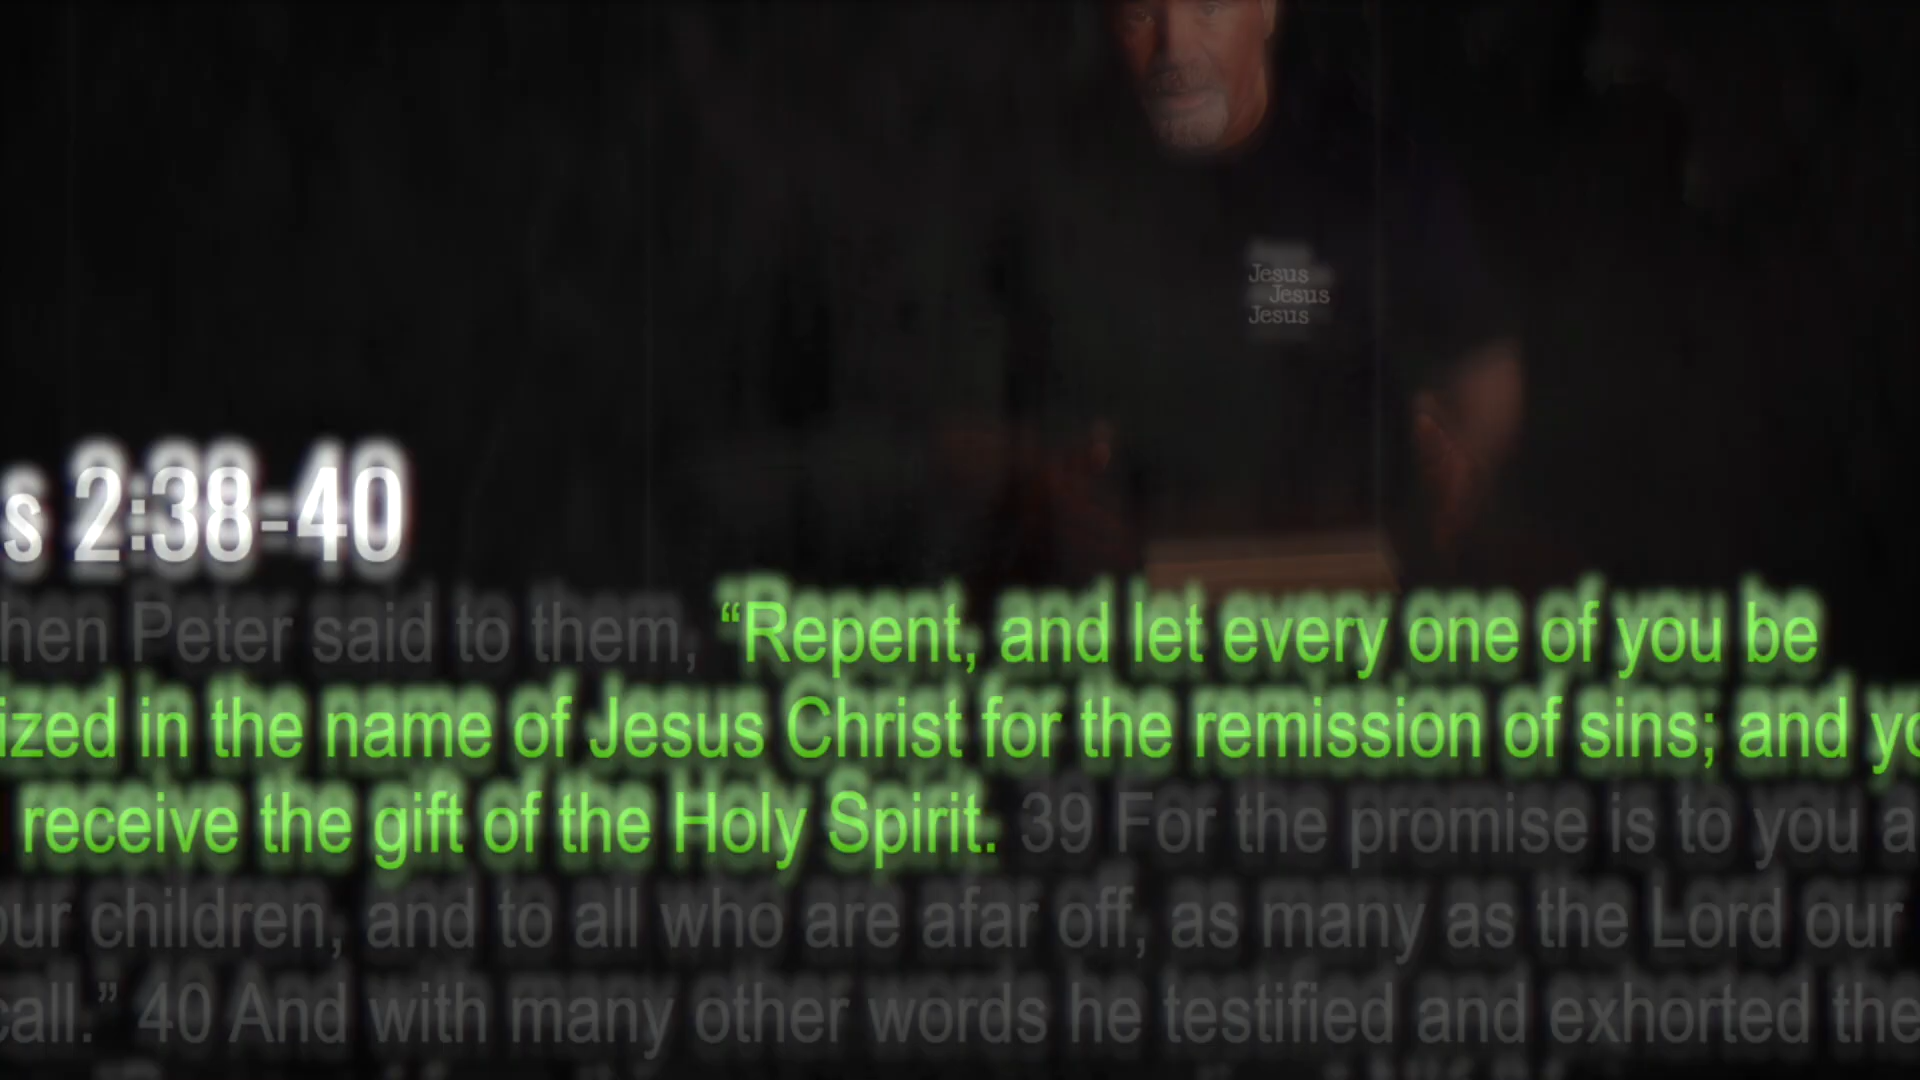 Jesus
Jesus
Jesus
s 2:38-40
hen Peter said to them, “Repent, and let every one of you be
ized in the name of Jesus Christ for the remission of sins; and yo
receive the gift of the Holy Spirit. 39 For the promise is to you a
our children, and to all who are afar off, as many as the Lord our
call.” 40 And with many other words he testified and exhorted the